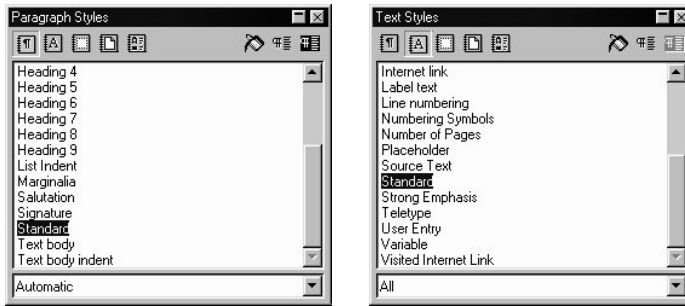 Paragraph Styles
Heading 4
Heading 5
Heading 6
Heading 7
Heading 8
Heading 9
List Indent
Marginalia
Salutation
Signature
Standard
Text body
Text body indent
Automatic
Text Styles
Internet link
Label text
Line numbering
Numbering Symbols
Number of Pages
Placeholder
Source Text
Standard
Strong Emphasis
Teletype
User Entry
Variable
Visited Internet Link
All